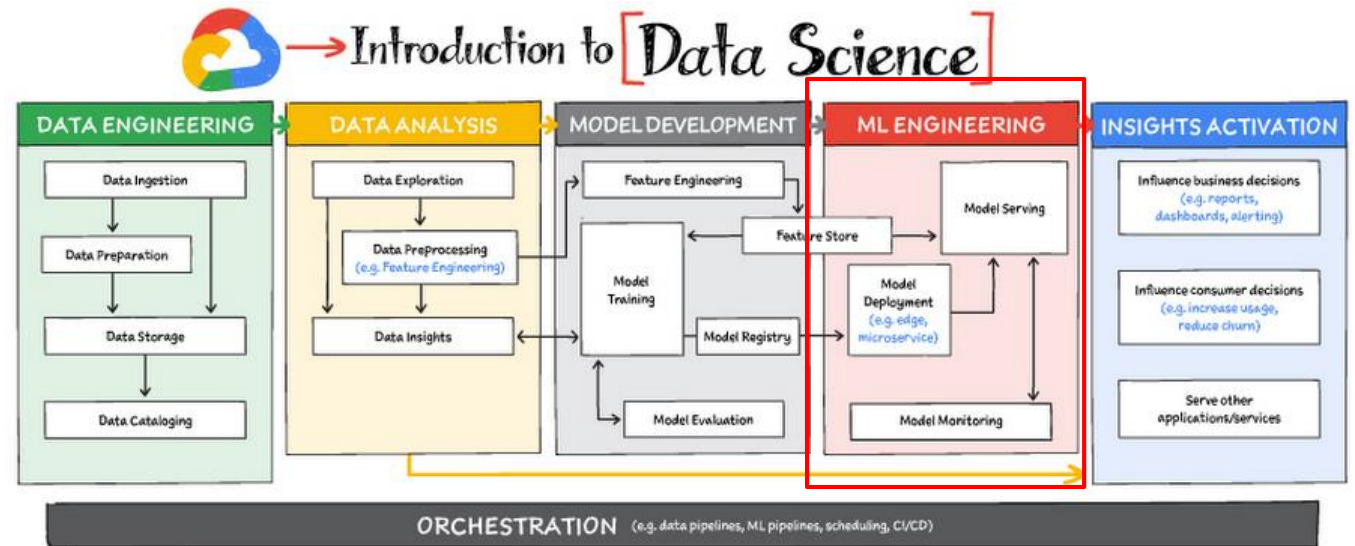 Introduction to [Data Science]
DATA ENGINEERING
Data Ingestion
Data Preparation
Data Storage
Data Cataloging
DATA ANALYSIS
Data Exploration
Data Preprocessing
(e.g. Feature Engineering)
Data Insights
MODEL DEVELOPMENT
Feature Engineering
Feature Store
Model
Training
Model Registry
Model Evaluation
ML ENGINEERING
Model Serving
Model
Deployment
(e.g. edge,
microservice)
Model Monitoring
INSIGHTS ACTIVATION
Influence business decisions
(e.g. reports,
dashboards, alerting)
Influence consumer decisions
(e.g. increase usage,
reduce churn)
Serve other
applications/services
ORCHESTRATION (e.g. data pipelines, ML pipelines, scheduling, CI/CD)